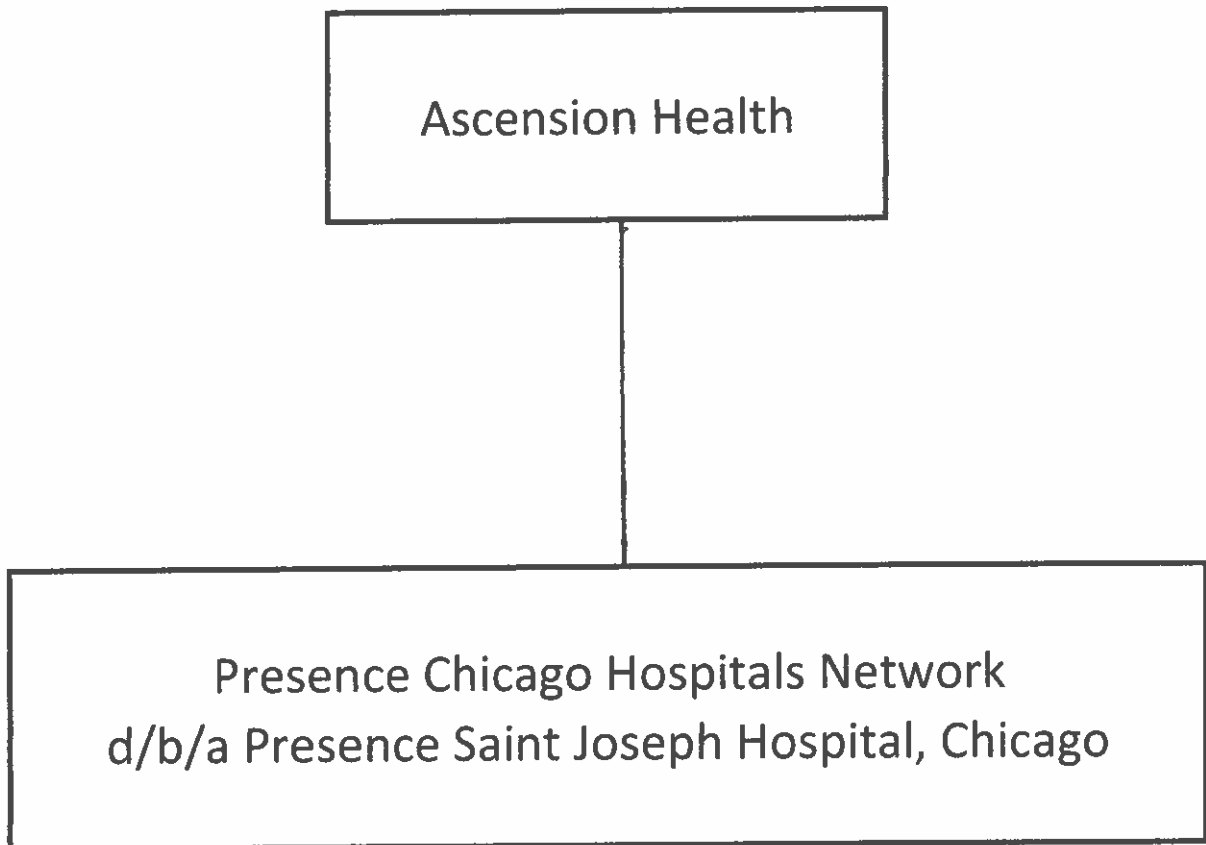 Ascension Health
Presence Chicago Hospitals Network
d/b/a Presence Saint Joseph Hospital, Chicago